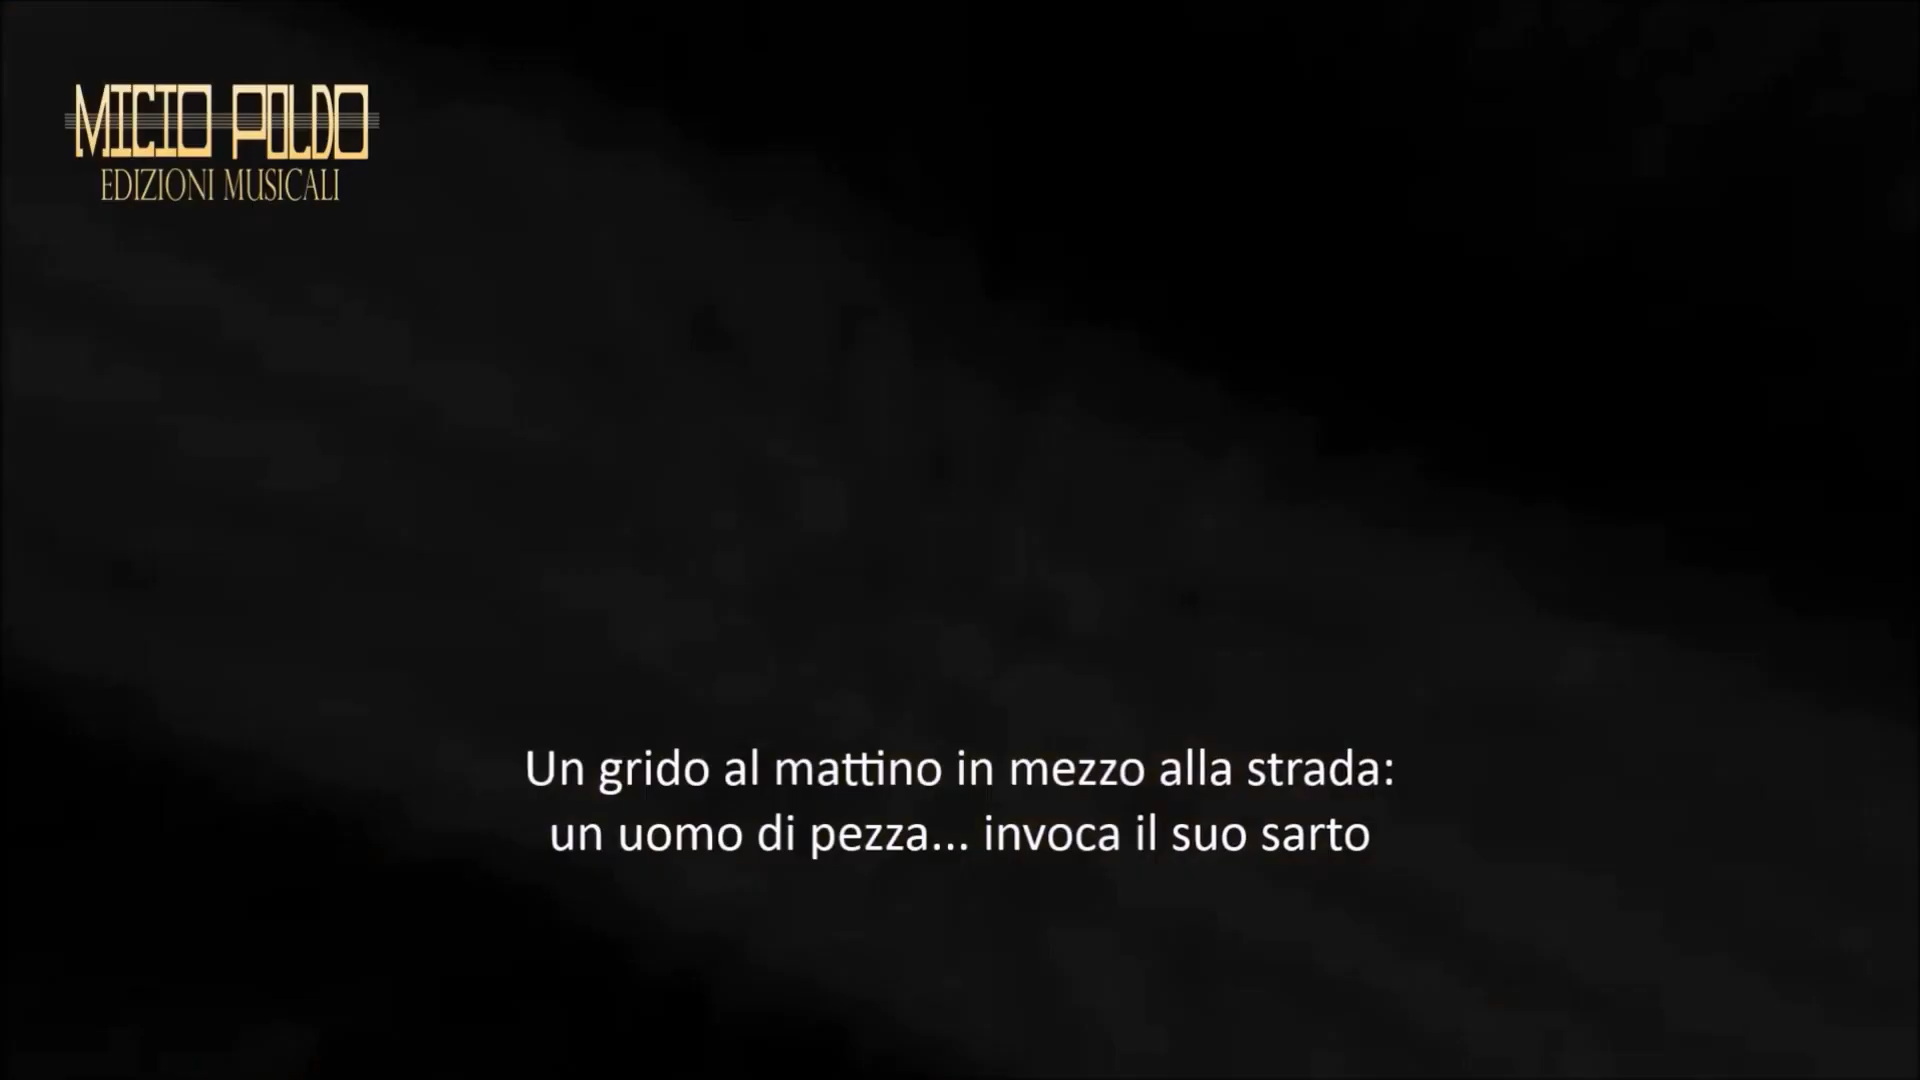 MICIO POLDO
EDIZIONI MUSICALI
Un grido al mattino in mezzo alla strada:
un uomo di pezza... invoca il suo sarto